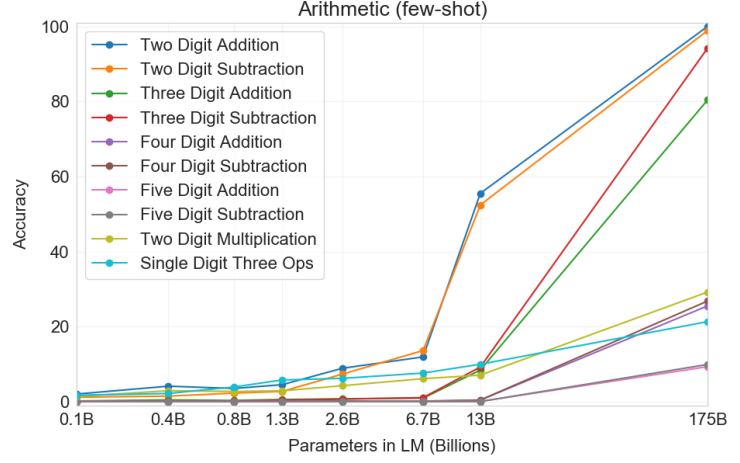 Arithmetic (few-shot)
100
80
60
40
20
0
Accuracy
Two Digit Addition
Two Digit Subtraction
Three Digit Addition
Three Digit Subtraction
Four Digit Addition
Four Digit Subtraction
Five Digit Addition
Five Digit Subtraction
Two Digit Multiplication
Single Digit Three Ops
0.1B 0.4B 0.8B 1.3B 2.6B 6.7B 13B 175B
Parameters in LM (Billions)